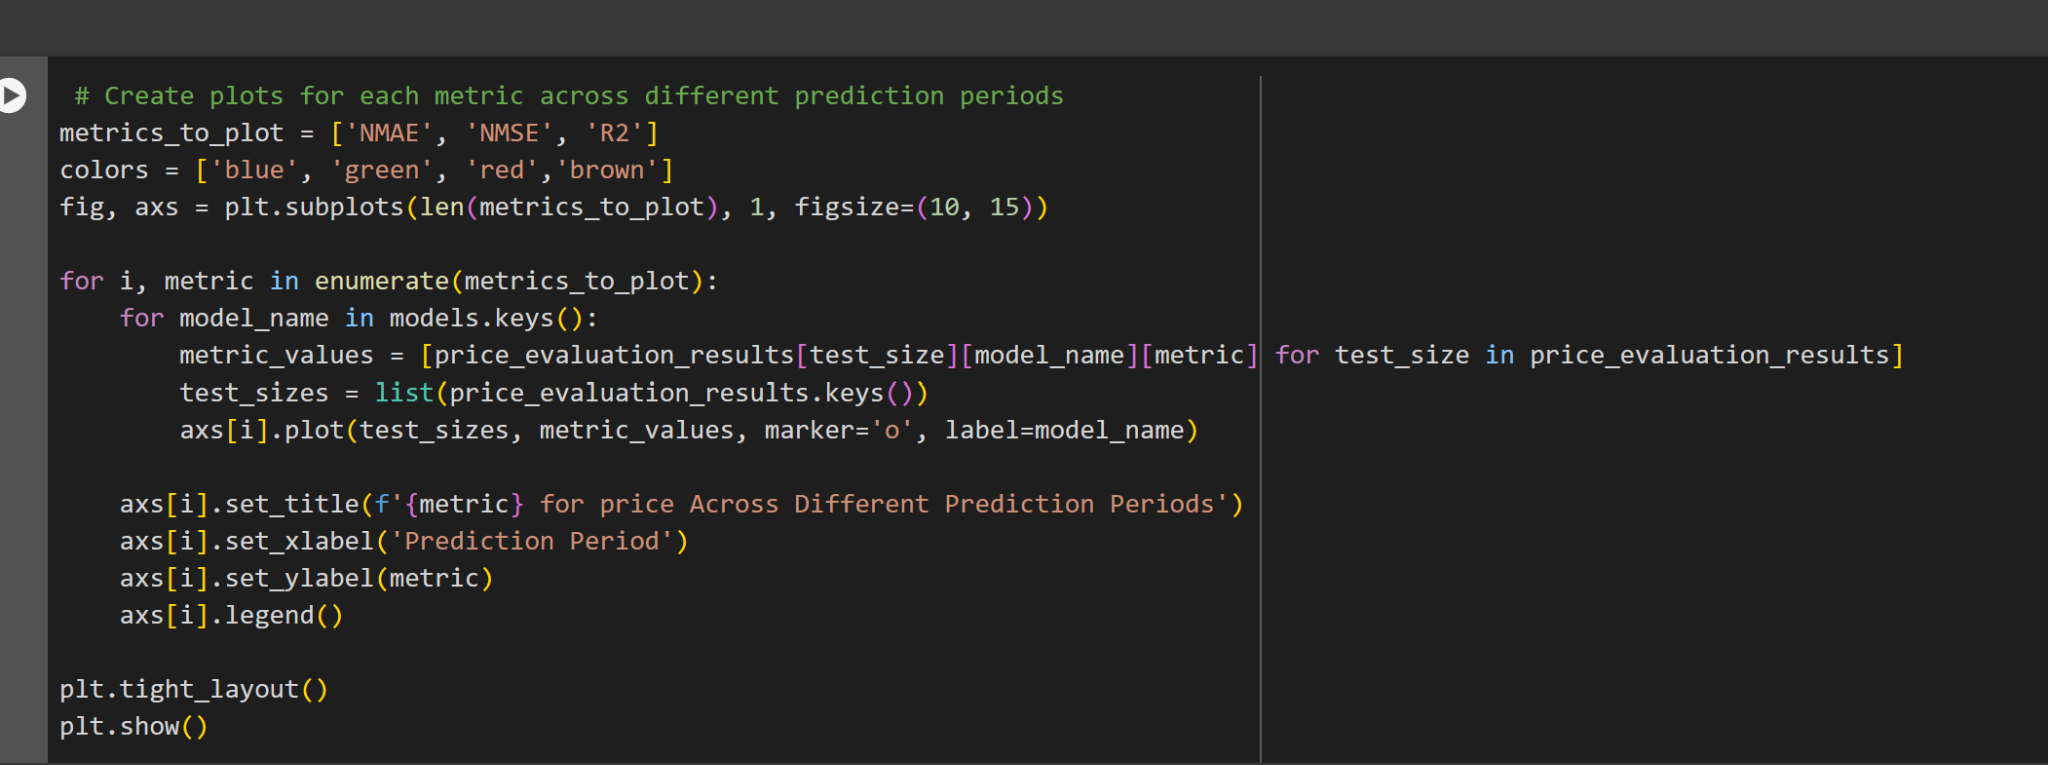 # Create plots for each metric across different prediction periods
metrics_to_plot = ['NMAE', 'NMSE', 'R2']
colors = ['blue', 'green', 'red','brown']
fig, axs = plt.subplots(len(metrics_to_plot), 1, figsize=(10, 15))
for i, metric in enumerate(metrics_to_plot):
    for model_name in models.keys():
        metric_values = [price_evaluation_results[test_size][model_name][metric] for test_size in price_evaluation_results]
        test_sizes = list(price_evaluation_results.keys())
        axs[i].plot(test_sizes, metric_values, marker='o', label=model_name)
    axs[i].set_title(f'{metric} for price Across Different Prediction Periods')
    axs[i].set_xlabel('Prediction Period')
    axs[i].set_ylabel(metric)
    axs[i].legend()
plt.tight_layout()
plt.show()